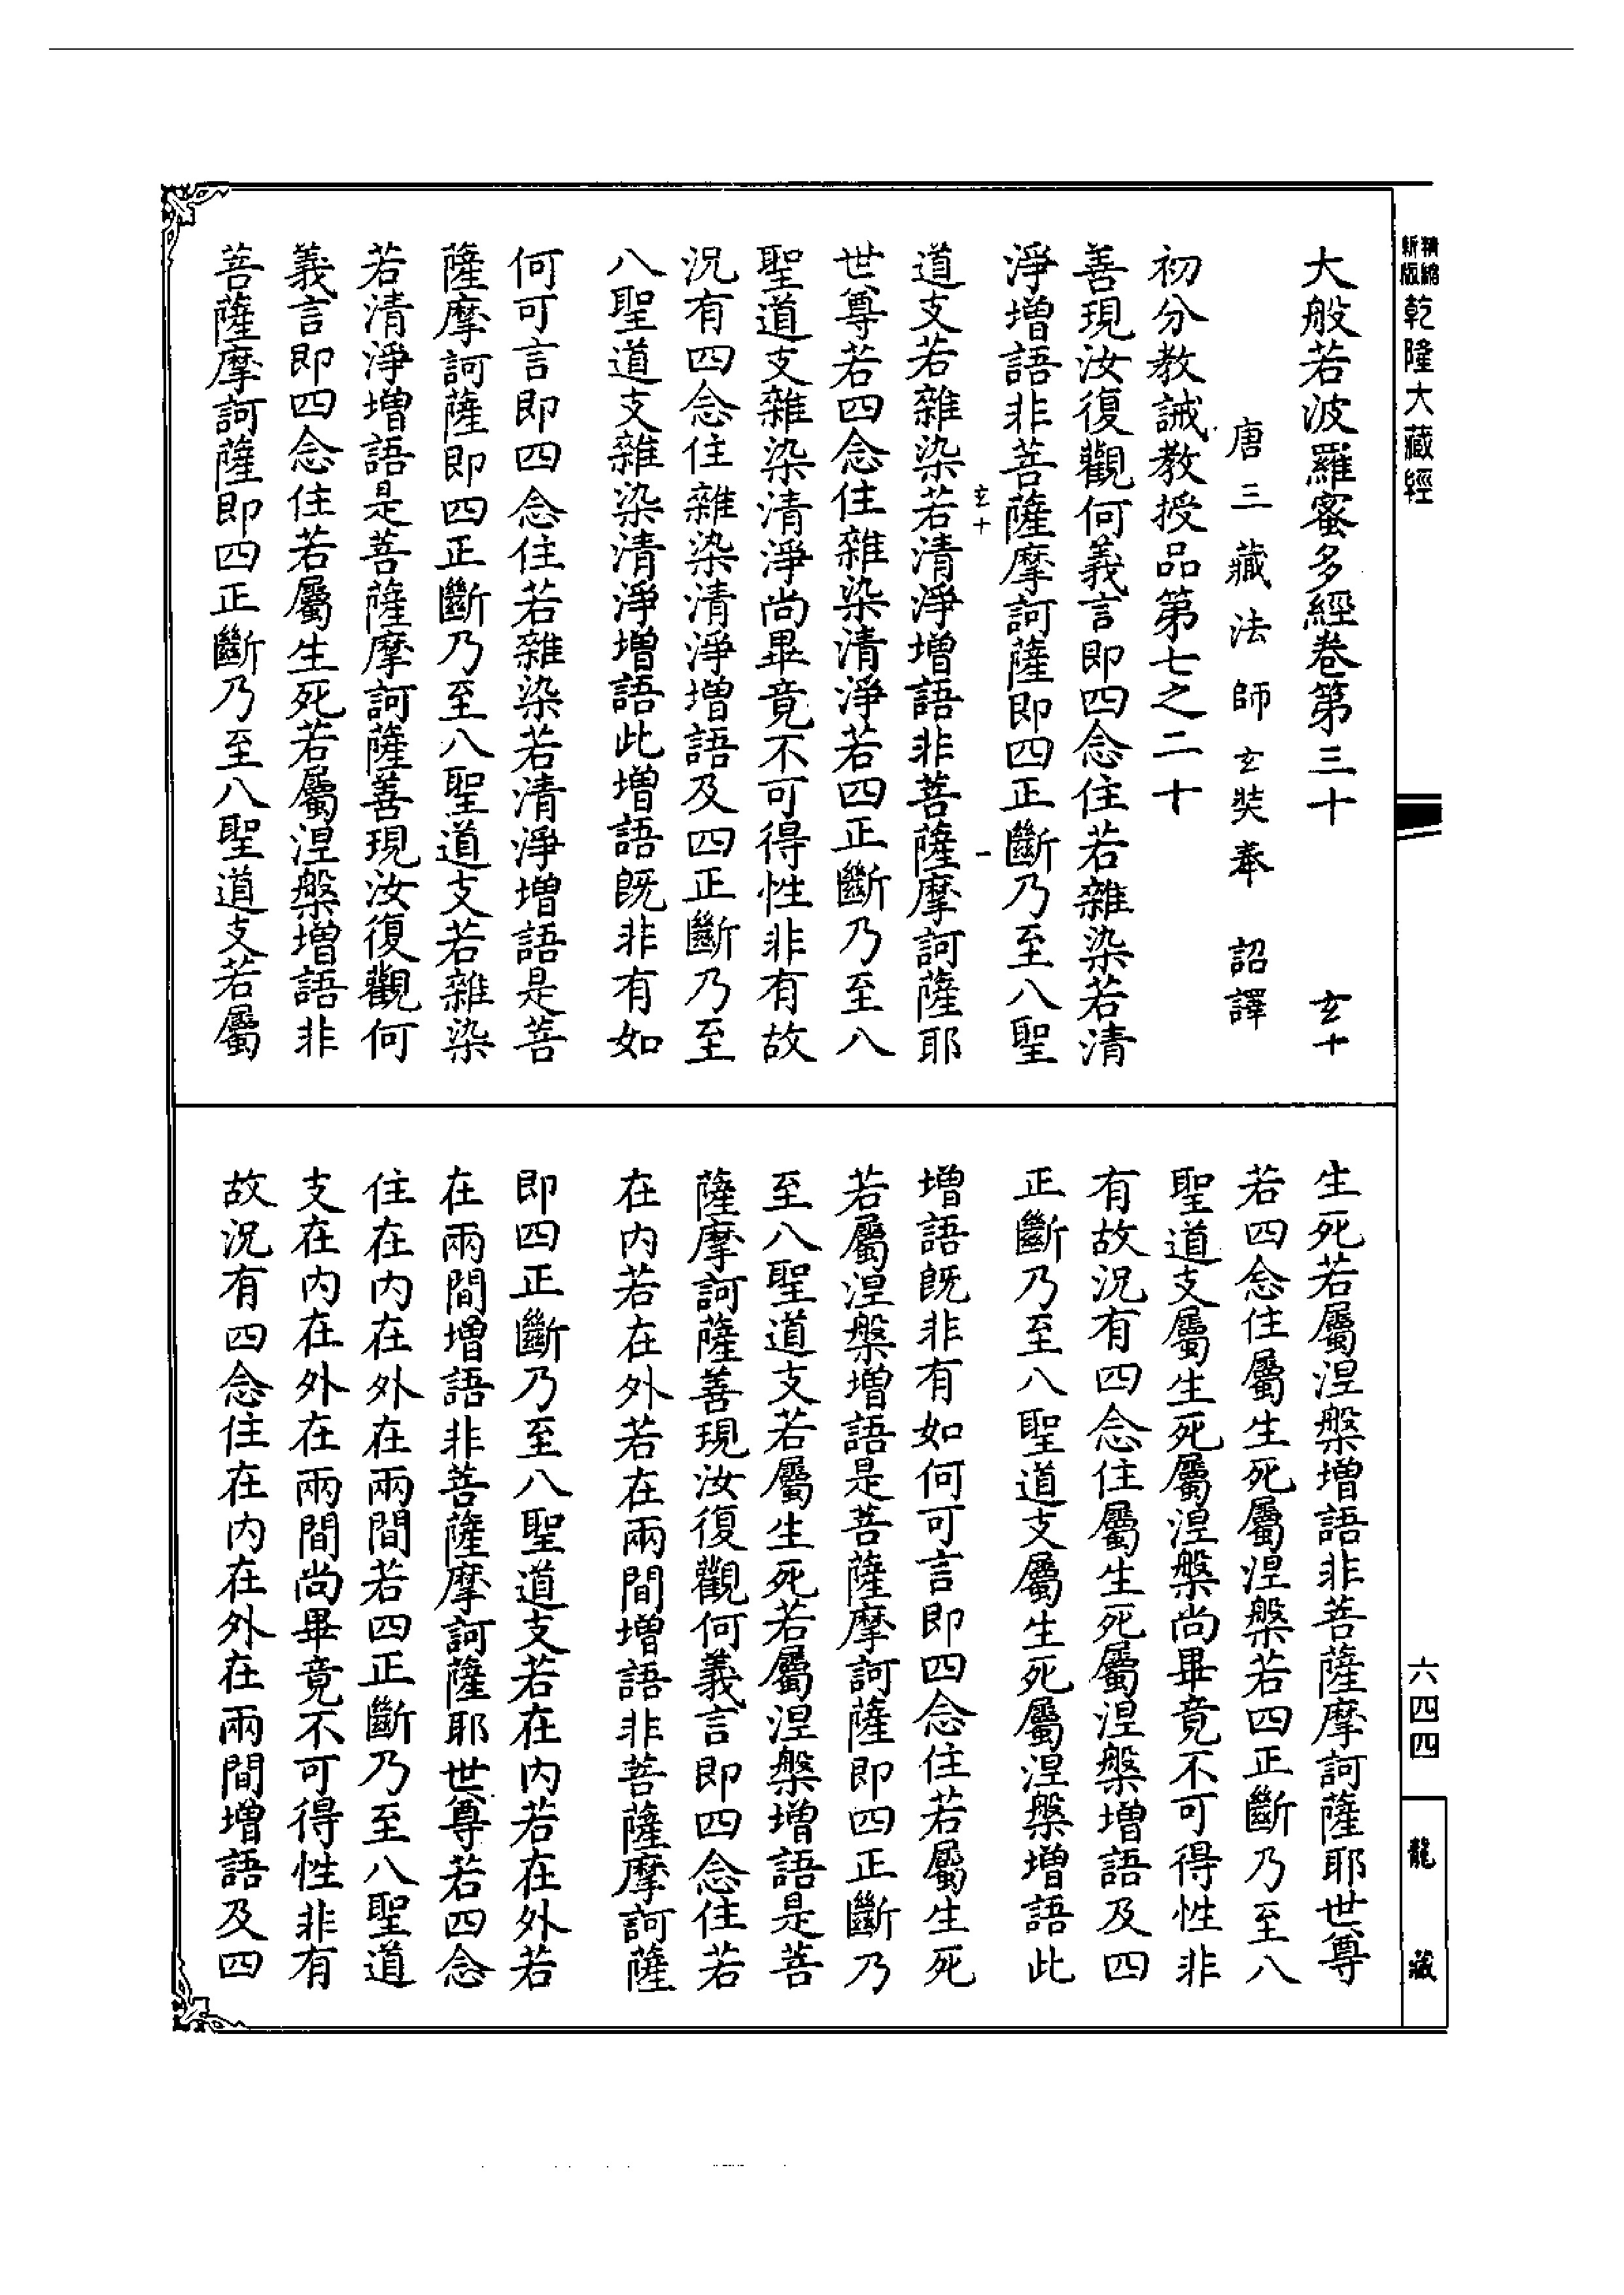 精縮新版乾隆大藏經
六四四
龍藏
大般若波羅蜜多經卷第三十 玄十
唐三藏法師玄奘奉 詔譯
初分教誡教授品第七之二十
善現汝復觀何義言即四念住若雜染若清
淨增語非菩薩摩訶薩即四正斷乃至八聖
玄十 一
道支若雜染若清淨增語非菩薩摩訶薩耶
世尊若四念住雜染清淨若四正斷乃至八
聖道支雜染清淨尚畢竟不可得性非有故
況有四念住雜染清淨增語及四正斷乃至
八聖道支雜染清淨增語此增語既非有如
何可言即四念住若雜染若清淨增語是菩
薩摩訶薩即四正斷乃至八聖道支若雜染
若清淨增語是菩薩摩訶薩善現汝復觀何
義言即四念住若屬生死若屬涅槃增語非
菩薩摩訶薩即四正斷乃至八聖道支若屬
生死若屬涅槃增語非菩薩摩訶薩耶世尊
若四念住屬生死屬涅槃若四正斷乃至八
聖道支屬生死屬涅槃尚畢竟不可得性非
有故況有四念住屬生死屬涅槃增語及四
正斷乃至八聖道支屬生死屬涅槃增語此
增語既非有如何可言即四念住若屬生死
若屬涅槃增語是菩薩摩訶薩即四正斷乃
至八聖道支若屬生死若屬涅槃增語是菩
薩摩訶薩善現汝復觀何義言即四念住若
在內若在外若在兩間增語非菩薩摩訶薩
即四正斷乃至八聖道支若在內若在外若
在兩間增語非菩薩摩訶薩耶世尊若四念
住在內在外在兩間若四正斷乃至八聖道
支在內在外在兩間尚畢竟不可得性非有
故況有四念住在內在外在兩間增語及四